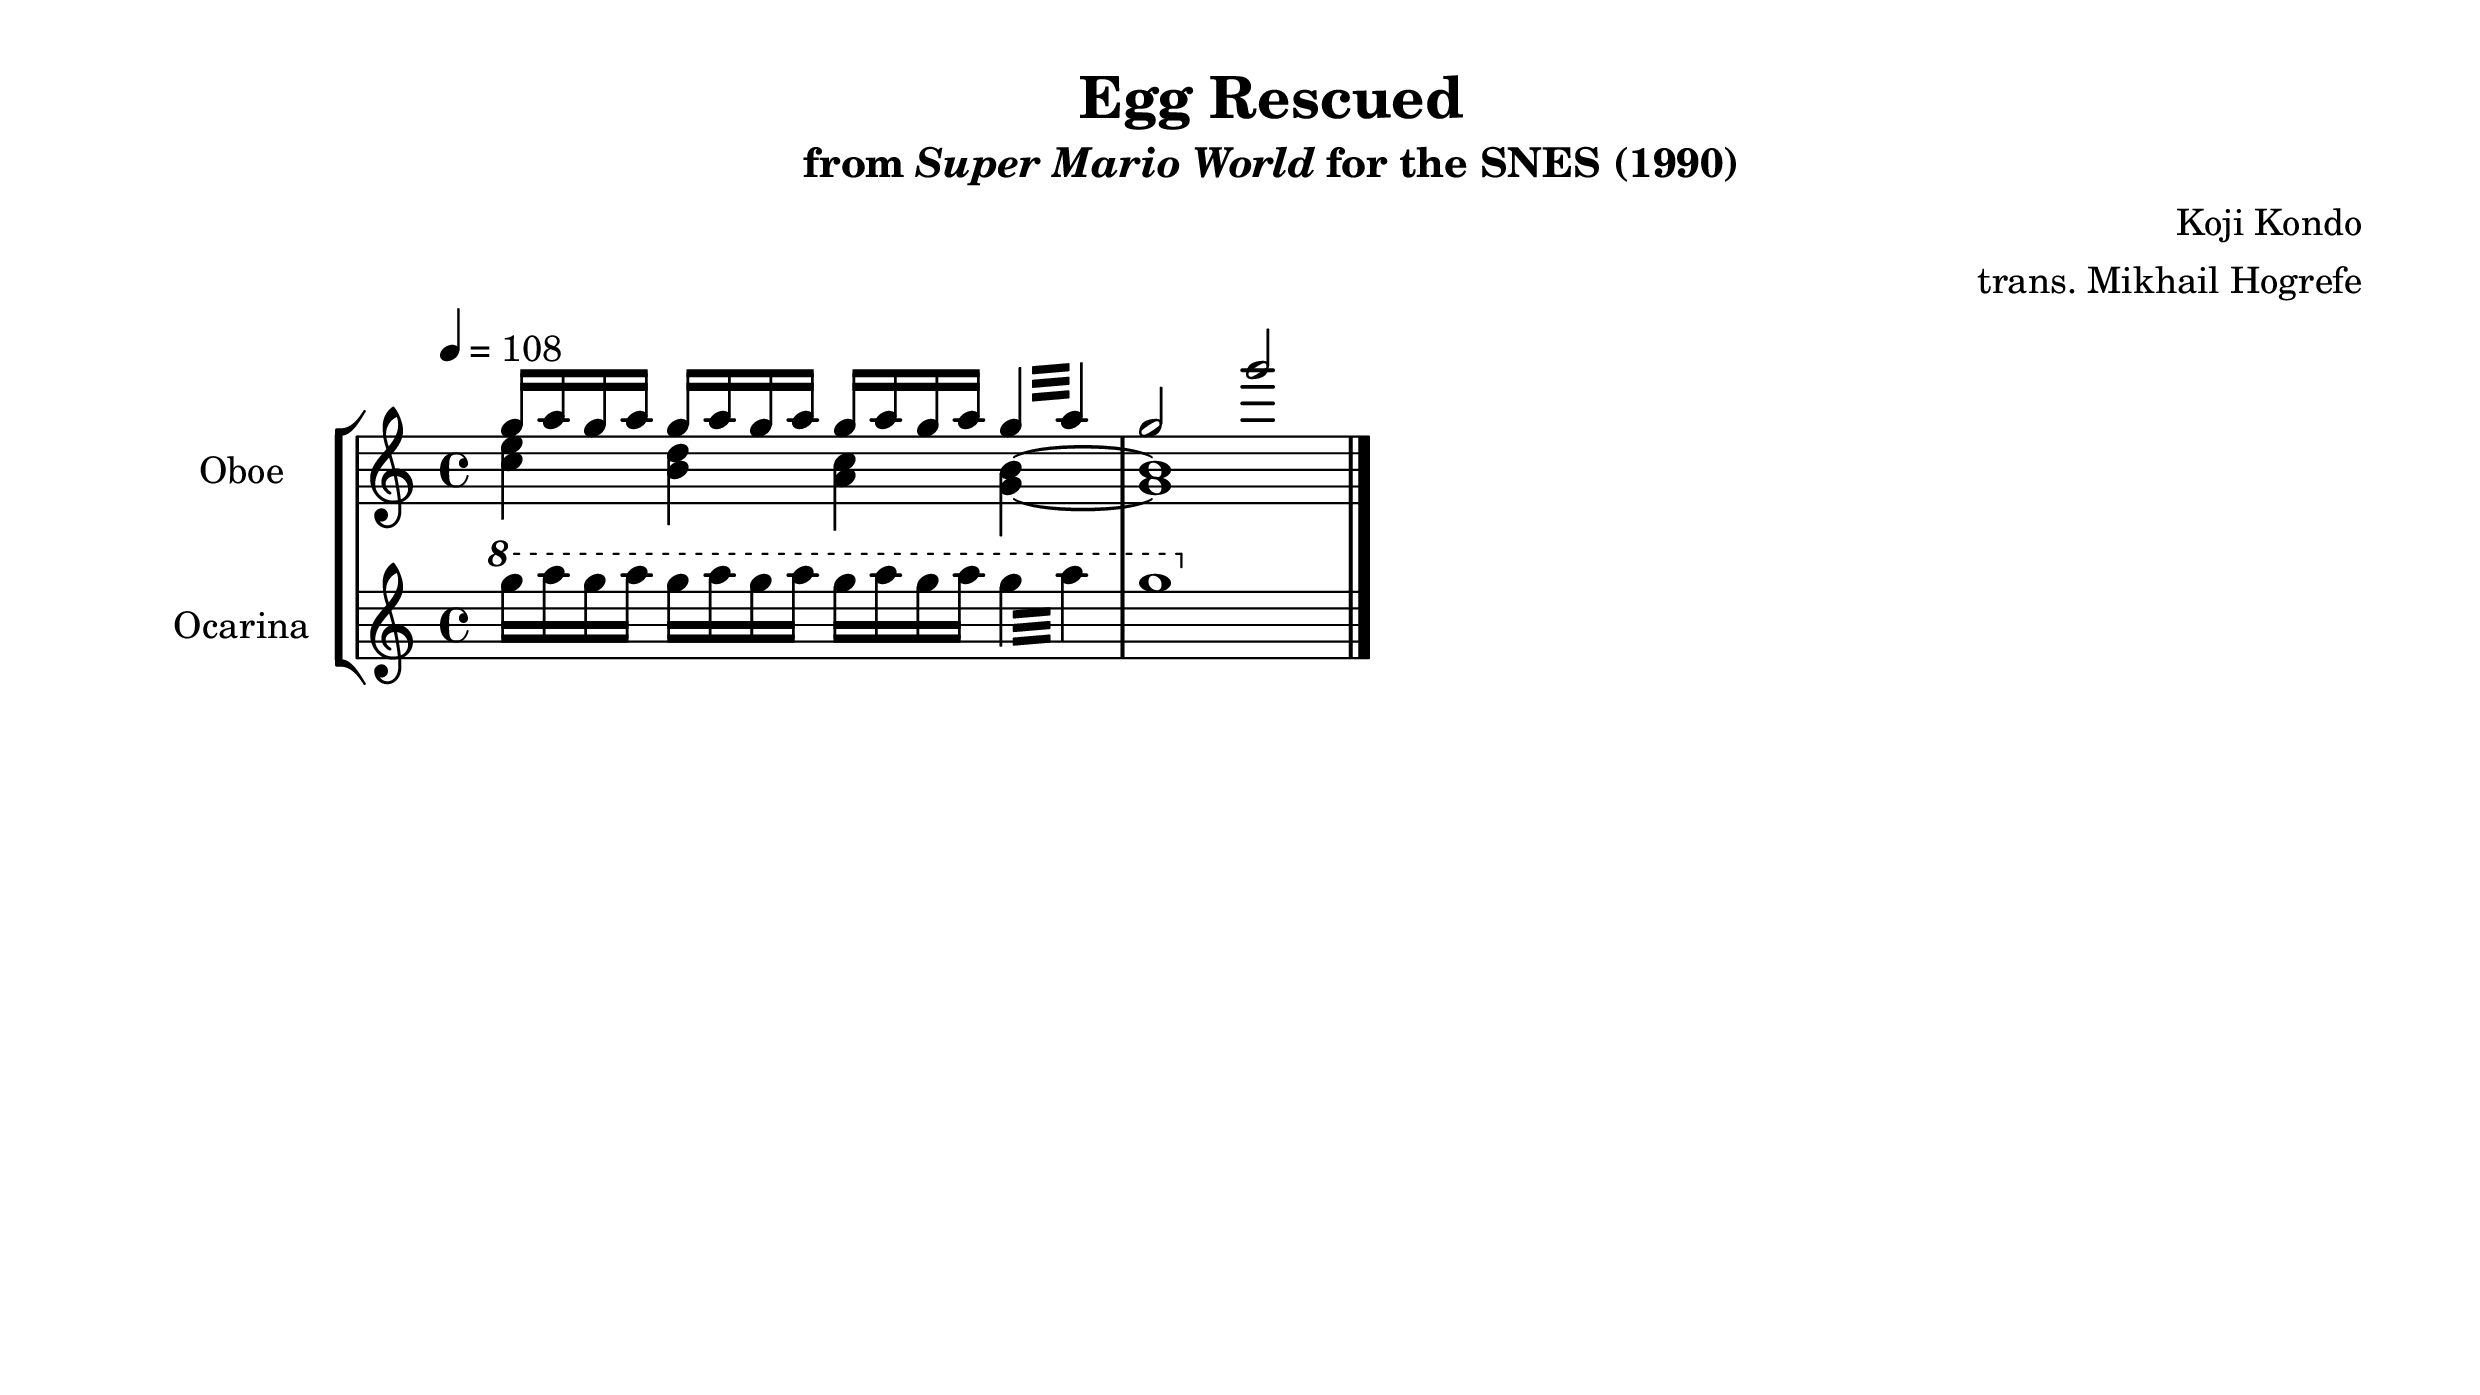 Egg Rescued
from Super Mario World for the SNES (1990)
Koji Kondo
trans. Mikhail Hogrefe
= 108
Oboe
8
Ocarina